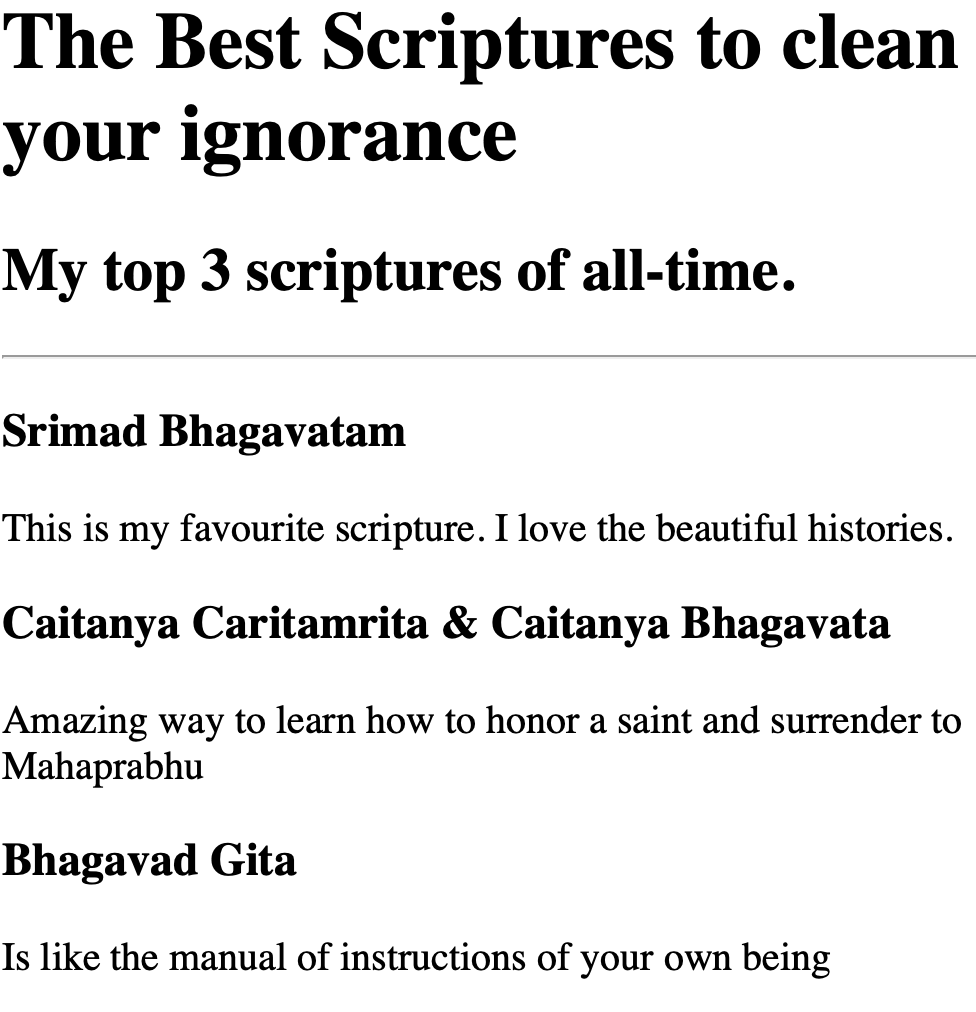 The Best Scriptures to clean
your ignorance
My top 3 scriptures of all-time.
Srimad Bhagavatam
This is my favourite scripture. I love the beautiful histories.
Caitanya Caritamrita & Caitanya Bhagavata
Amazing way to learn how to honor a saint and surrender to
Mahaprabhu
Bhagavad Gita
Is like the manual of instructions of your own being